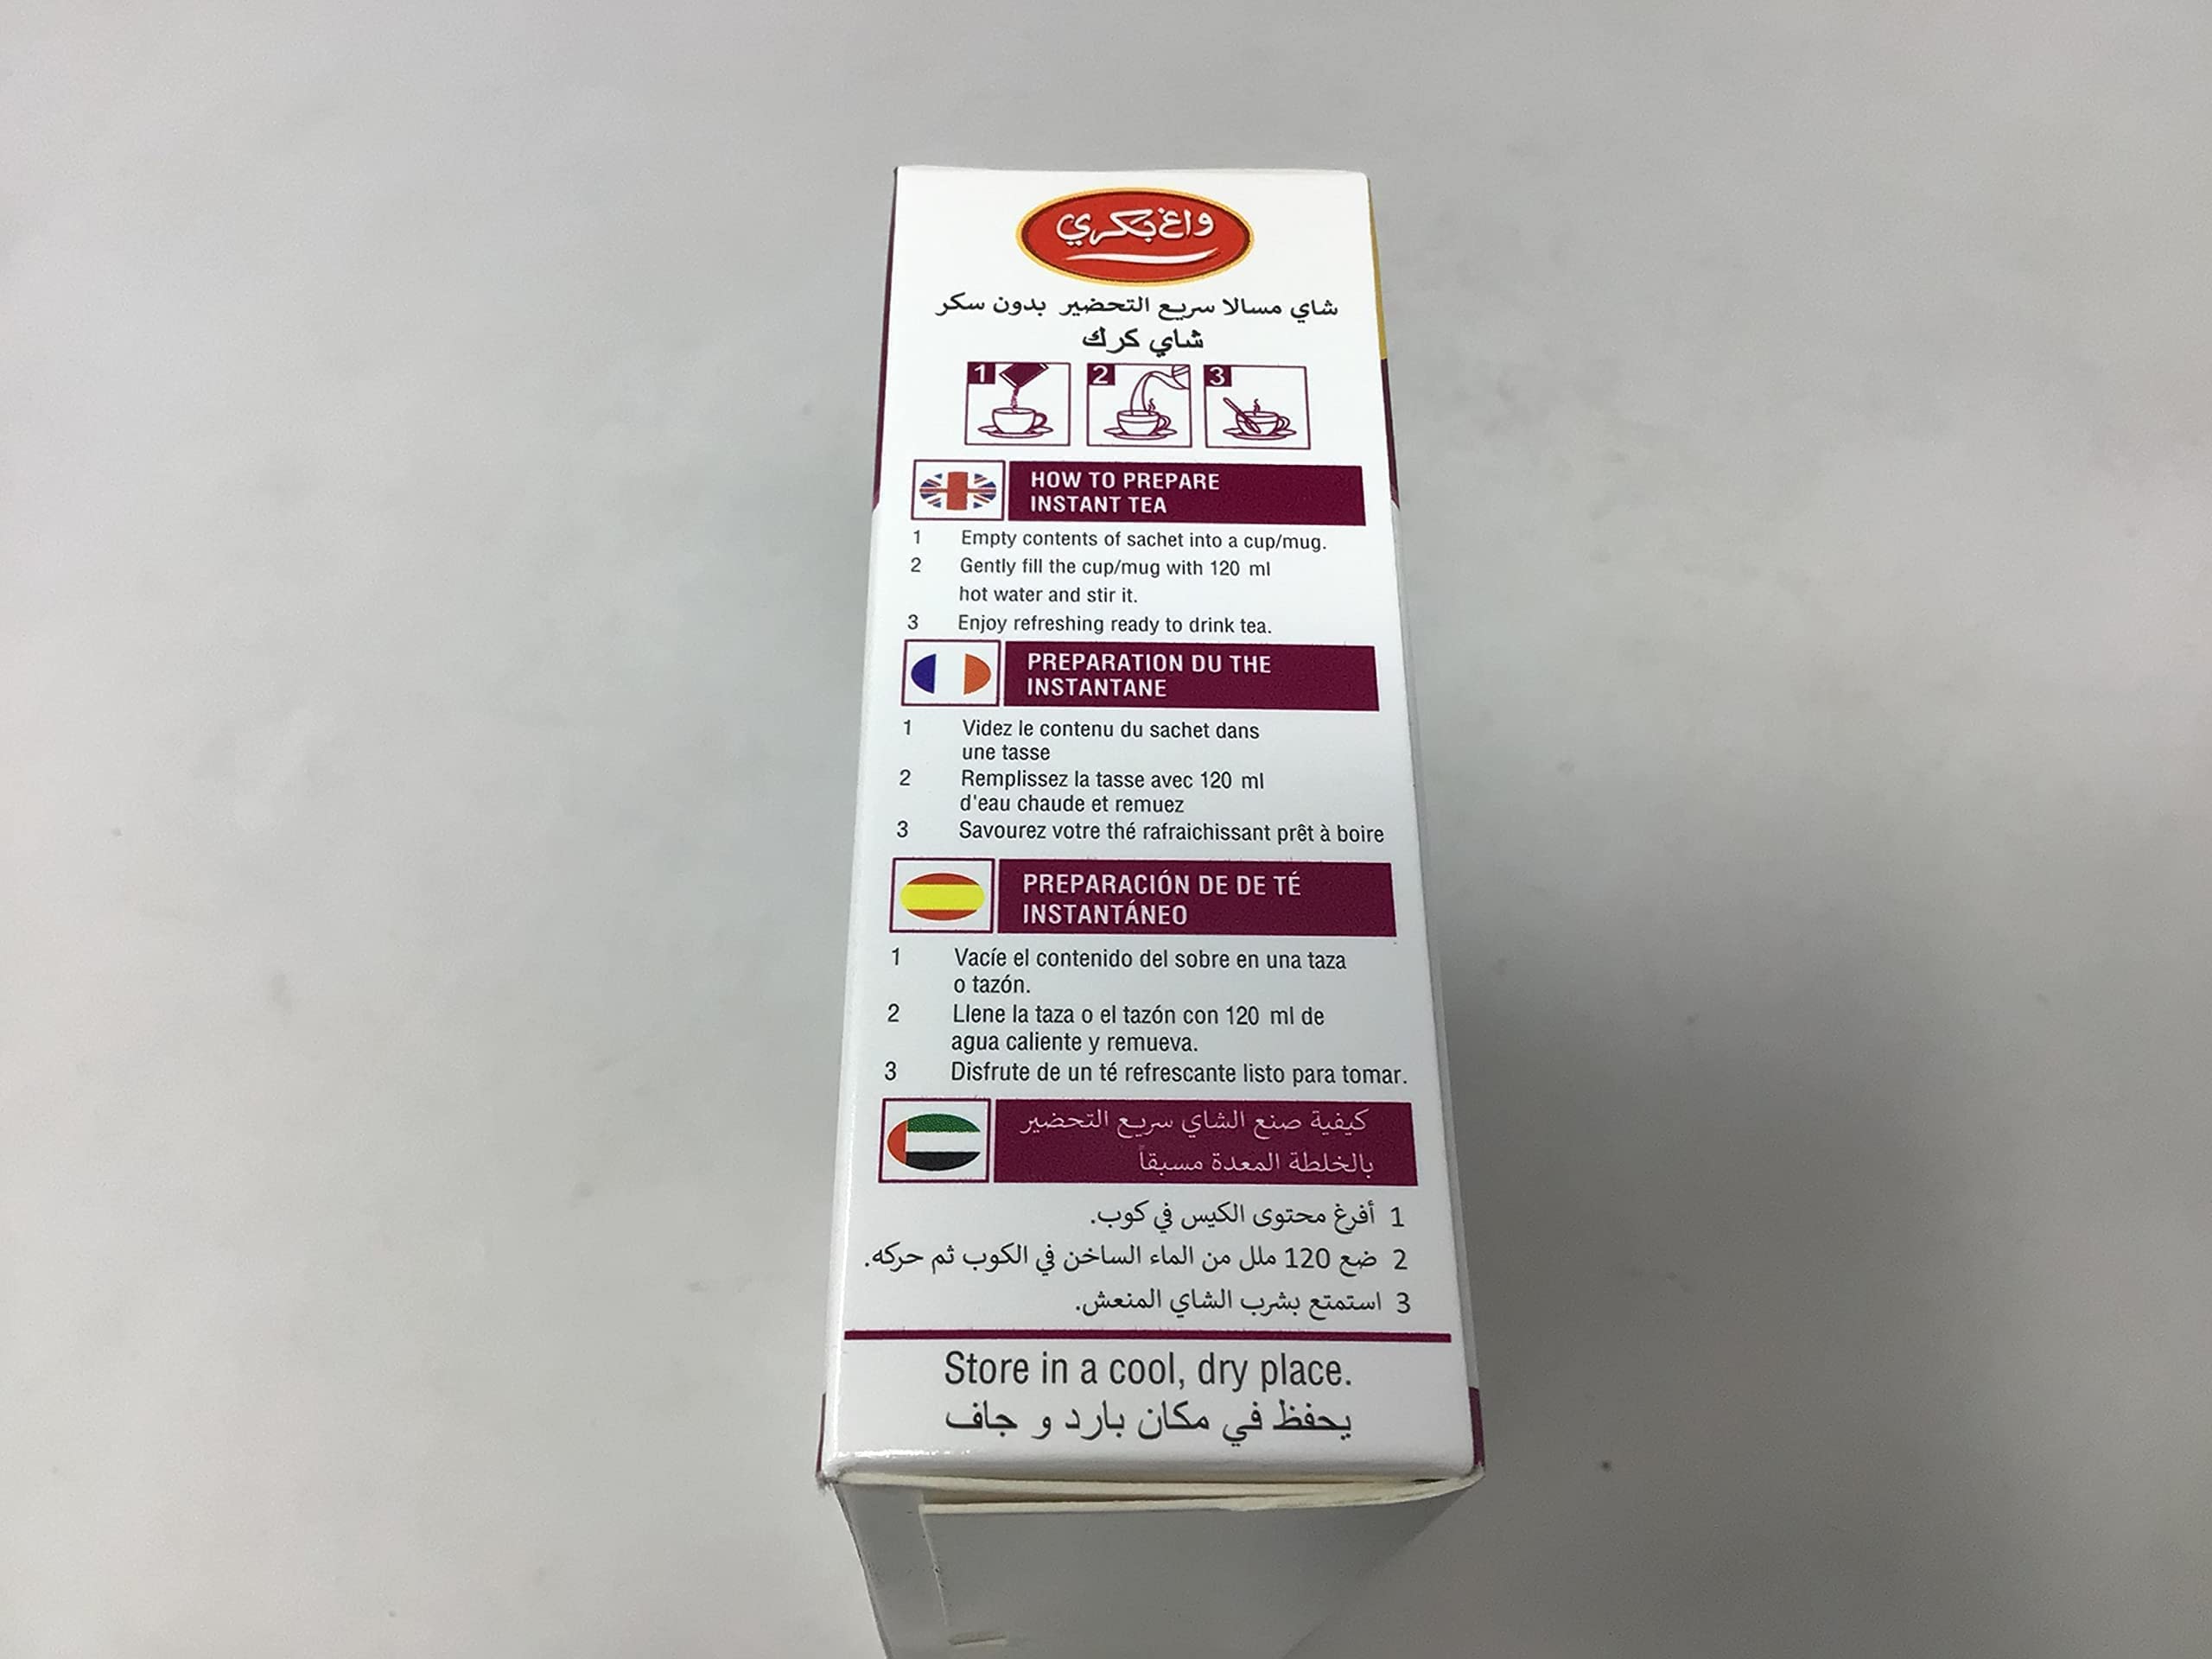 واغ بكري
شاي مسالا سريع التحضير بدون سكر
شاي كرك
1 2 3
HOW TO PREPARE
INSTANT TEA
1 Empty contents of sachet into a cup/mug.
2 Gently fill the cup/mug with 120 ml
hot water and stir it.
3 Enjoy refreshing ready to drink tea.
PREPARATION DU THE
INSTANTANE
1 Videz le contenu du sachet dans
une tasse
2 Remplissez la tasse avec 120 ml
d'eau chaude et remuez
3 Savourez votre thé rafraichissant prêt à boire
PREPARACIÓN DE DE TÉ
INSTANTÁNEO
1 Vacíe el contenido del sobre en una taza
o tazón.
2 Llene la taza o el tazón con 120 ml de
agua caliente y remueva.
3 Disfrute de un té refrescante listo para tomar.
كيفية صنع الشاي سريع التحضير
بالخلطة المعدة مسبقاً
1 أفرغ محتوى الكيس في كوب.
2 ضع 120 ملل من الماء الساخن في الكوب ثم حركه.
3 استمتع بشرب الشاي المنعش.
Store in a cool, dry place.
يحفظ في مكان بارد و جاف